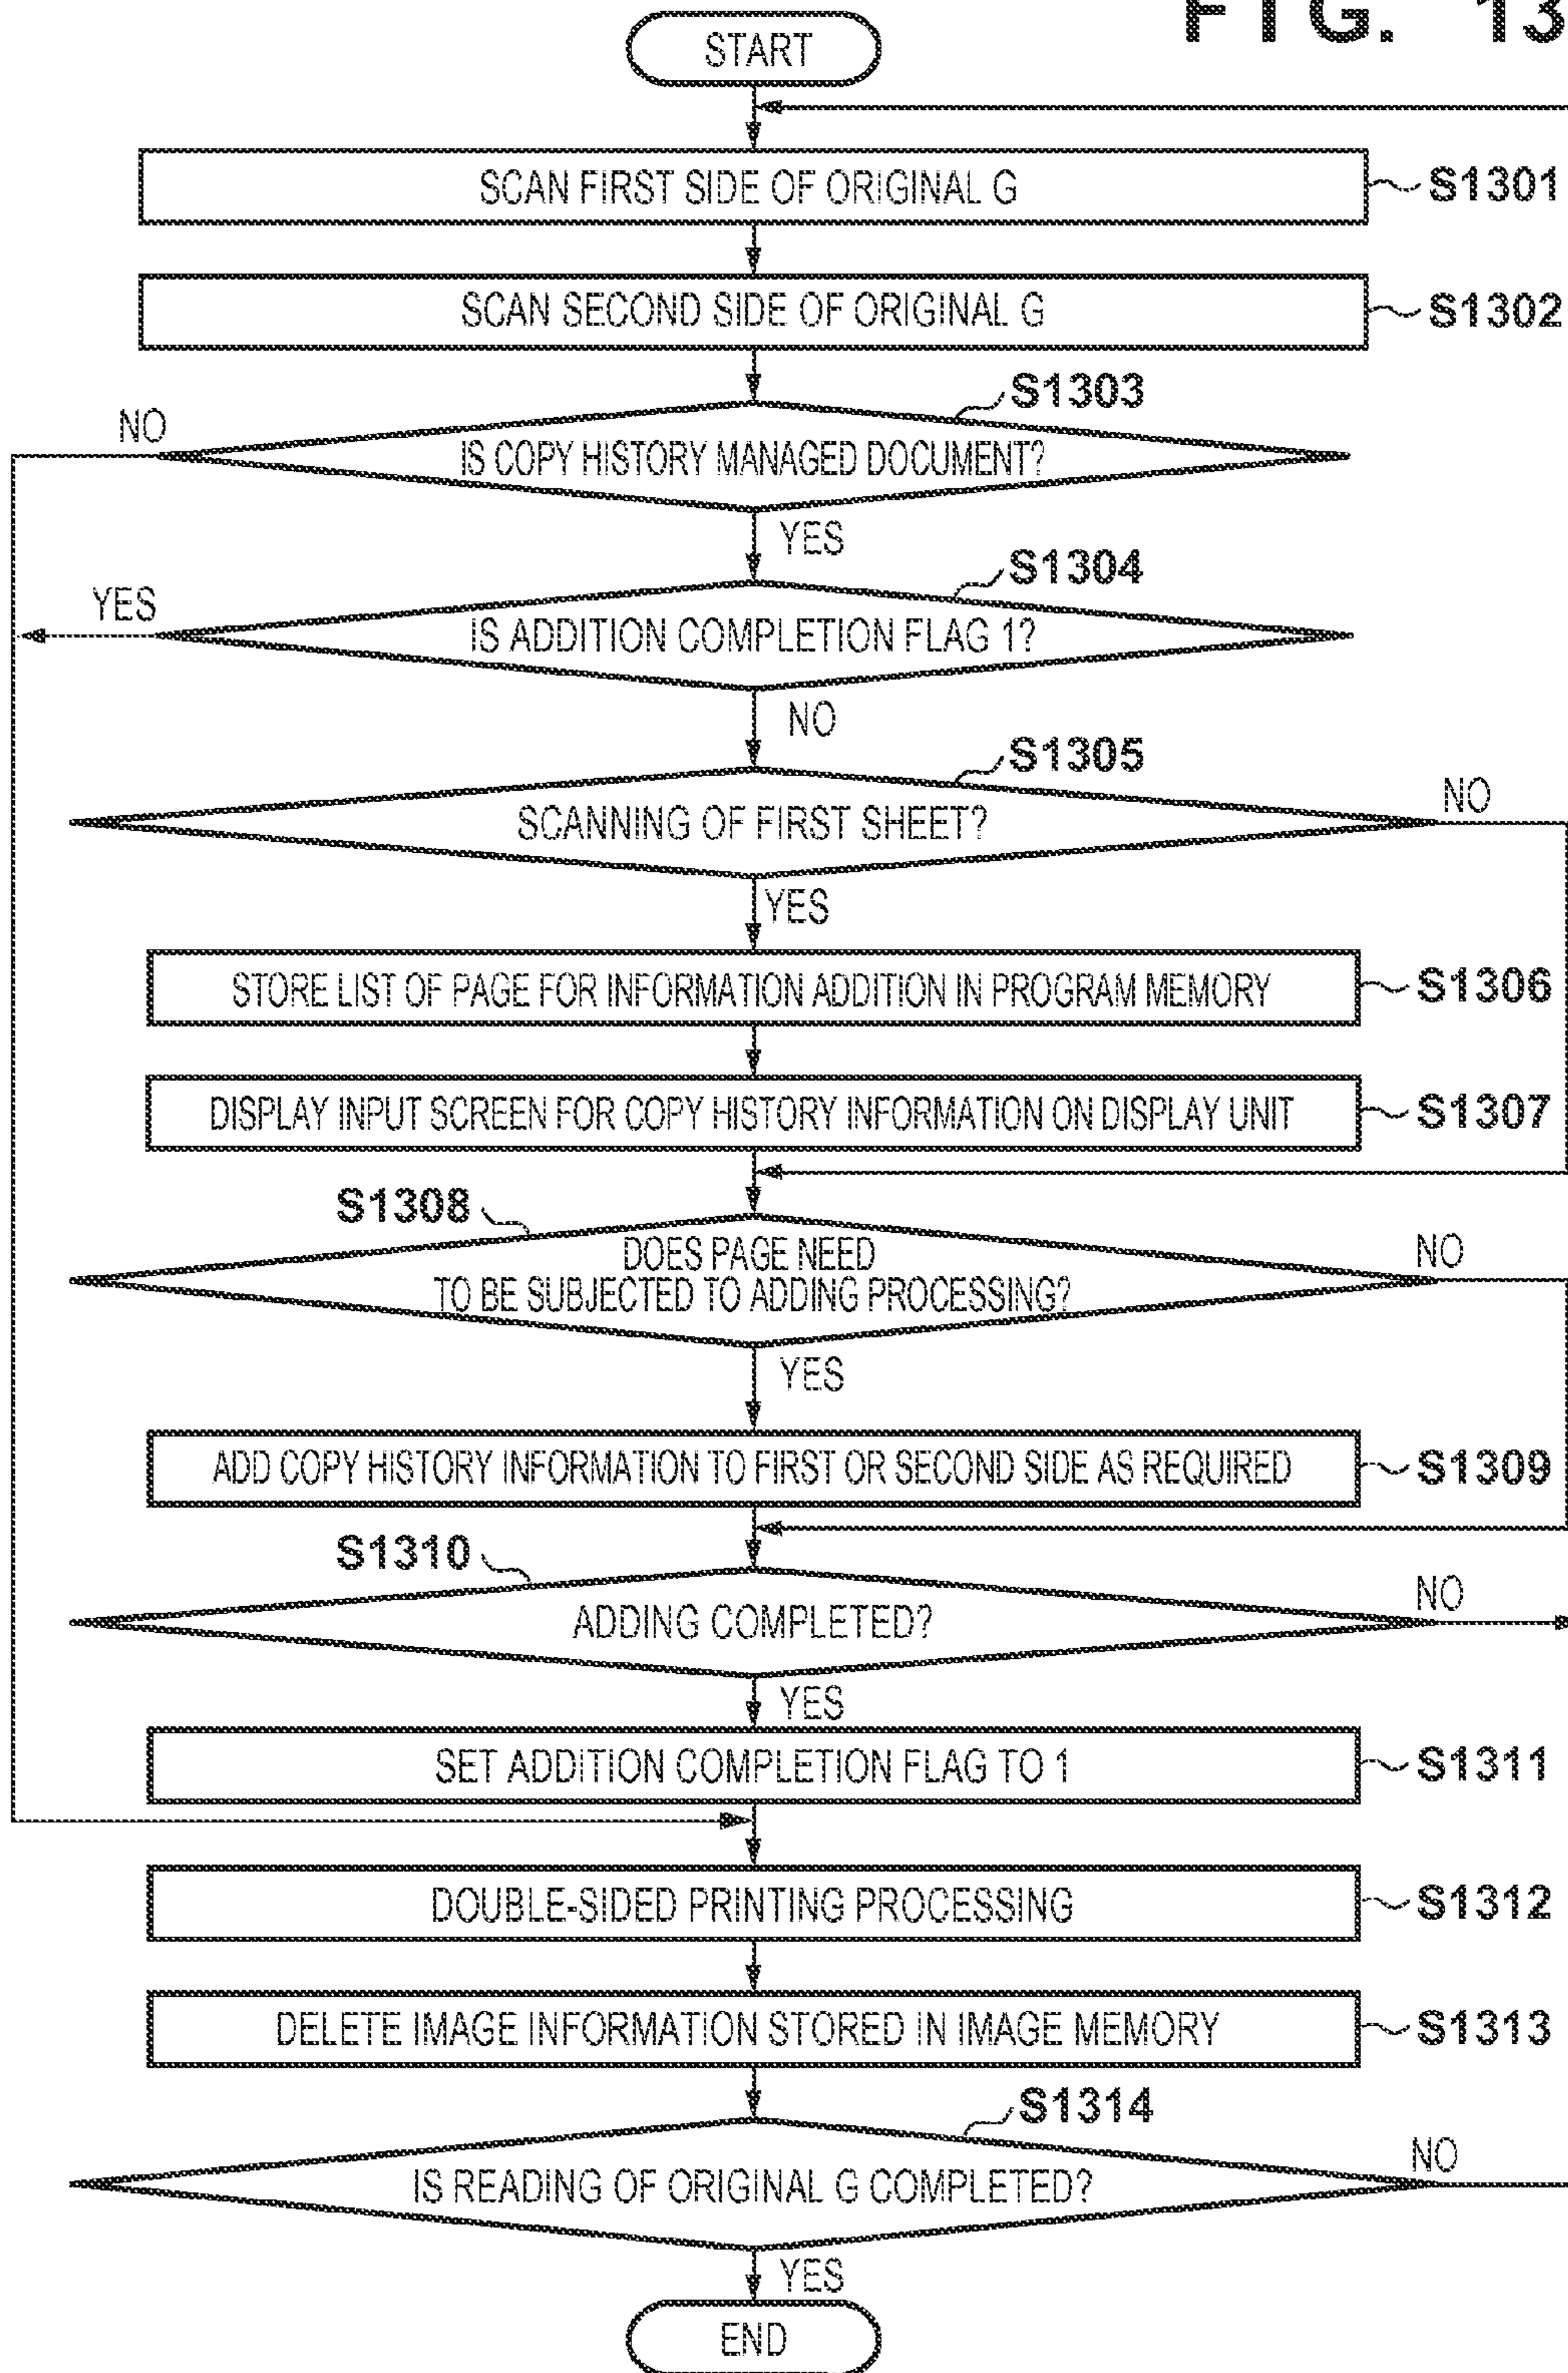 FIG. 13
START
SCAN FIRST SIDE OF ORIGINAL G
S1301
SCAN SECOND SIDE OF ORIGINAL G
S1302
S1303
NO
IS COPY HISTORY MANAGED DOCUMENT?
YES
S1304
YES
IS ADDITION COMPLETION FLAG 1?
NO
S1305
NO
SCANNING OF FIRST SHEET?
YES
STORE LIST OF PAGE FOR INFORMATION ADDITION IN PROGRAM MEMORY
S1306
DISPLAY INPUT SCREEN FOR COPY HISTORY INFORMATION ON DISPLAY UNIT
S1307
S1308
DOES PAGE NEED
NO
TO BE SUBJECTED TO ADDING PROCESSING?
YES
ADD COPY HISTORY INFORMATION TO FIRST OR SECOND SIDE AS REQUIRED
S1309
S1310
NO
ADDING COMPLETED?
YES
SET ADDITION COMPLETION FLAG TO 1
S1311
DOUBLE-SIDED PRINTING PROCESSING
S1312
DELETE IMAGE INFORMATION STORED IN IMAGE MEMORY
S1313
S1314
NO
IS READING OF ORIGINAL G COMPLETED?
YES
END